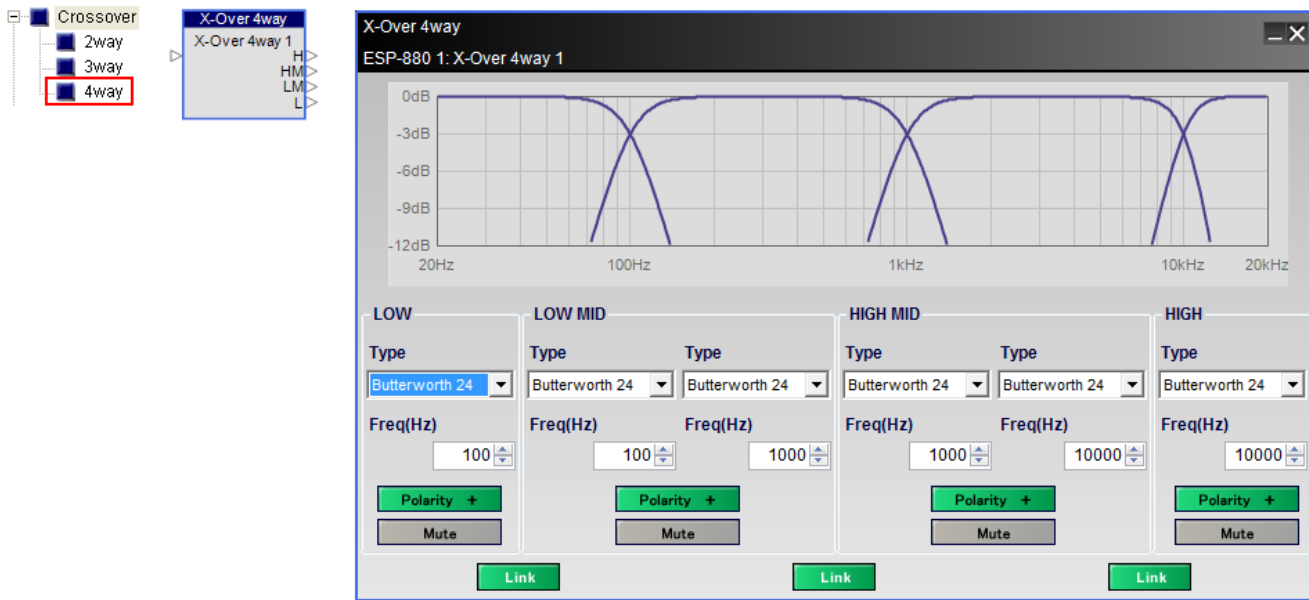 Crossover
2way
3way
4way
X-Over 4way
X-Over 4way 1
H
HM
LM
L
X-Over 4way
ESP-880 1: X-Over 4way 1
0dB
-3dB
-6dB
-9dB
-12dB
20Hz 100Hz 1kHz 10kHz 20kHz
LOW LOW MID HIGH MID HIGH
Type Type Type Type Type Type
Butterworth 24 Butterworth 24 Butterworth 24 Butterworth 24 Butterworth 24 Butterworth 24
Freq(Hz) Freq(Hz) Freq(Hz) Freq(Hz) Freq(Hz) Freq(Hz)
100 100 1000 1000 10000 10000
Polarity + Polarity + Polarity + Polarity +
Mute Mute Mute Mute
Link Link Link